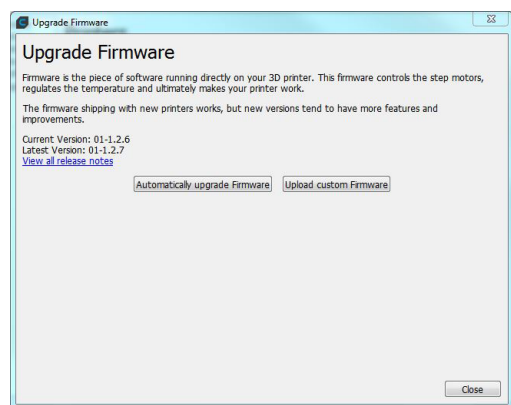 Upgrade Firmware
Upgrade Firmware
Firmware is the piece of software running directly on your 3D printer. This firmware controls the step motors,
regulates the temperature and ultimately makes your printer work.
The firmware shipping with new printers works, but new versions tend to have more features and
improvements.
Current Version: 01-1.2.6
Latest Version: 01-1.2.7
View all release notes
Automatically upgrade Firmware Upload custom Firmware
Close